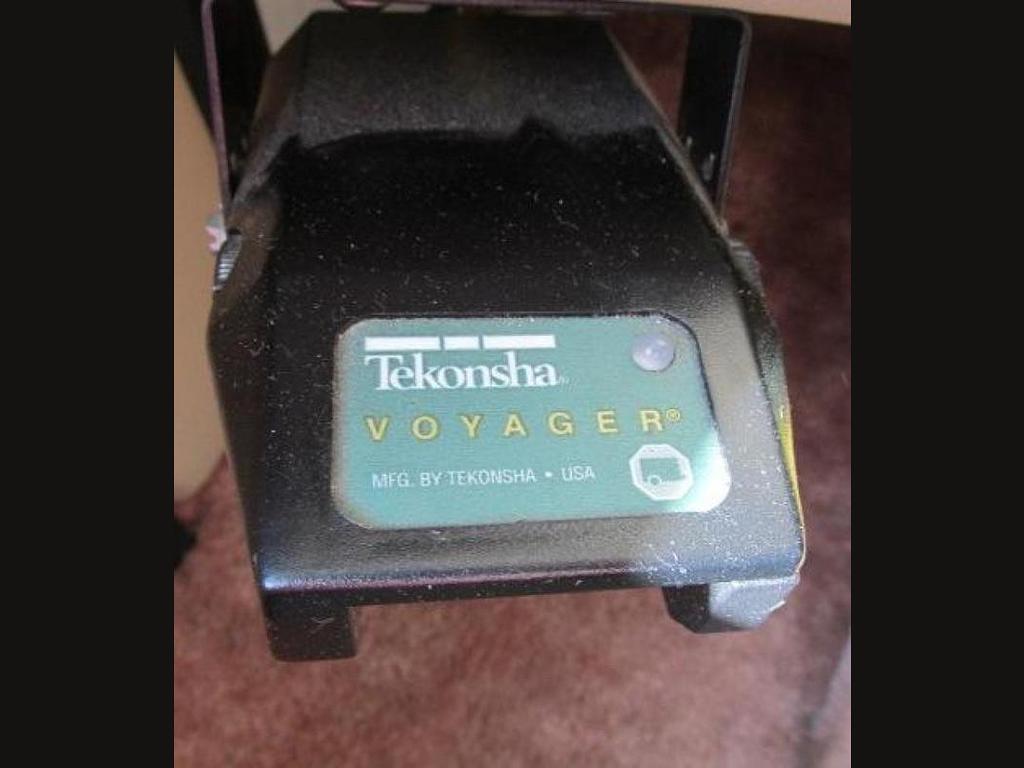 Tekonsha
VOYAGER®
MFG. BY TEKONSHA • USA